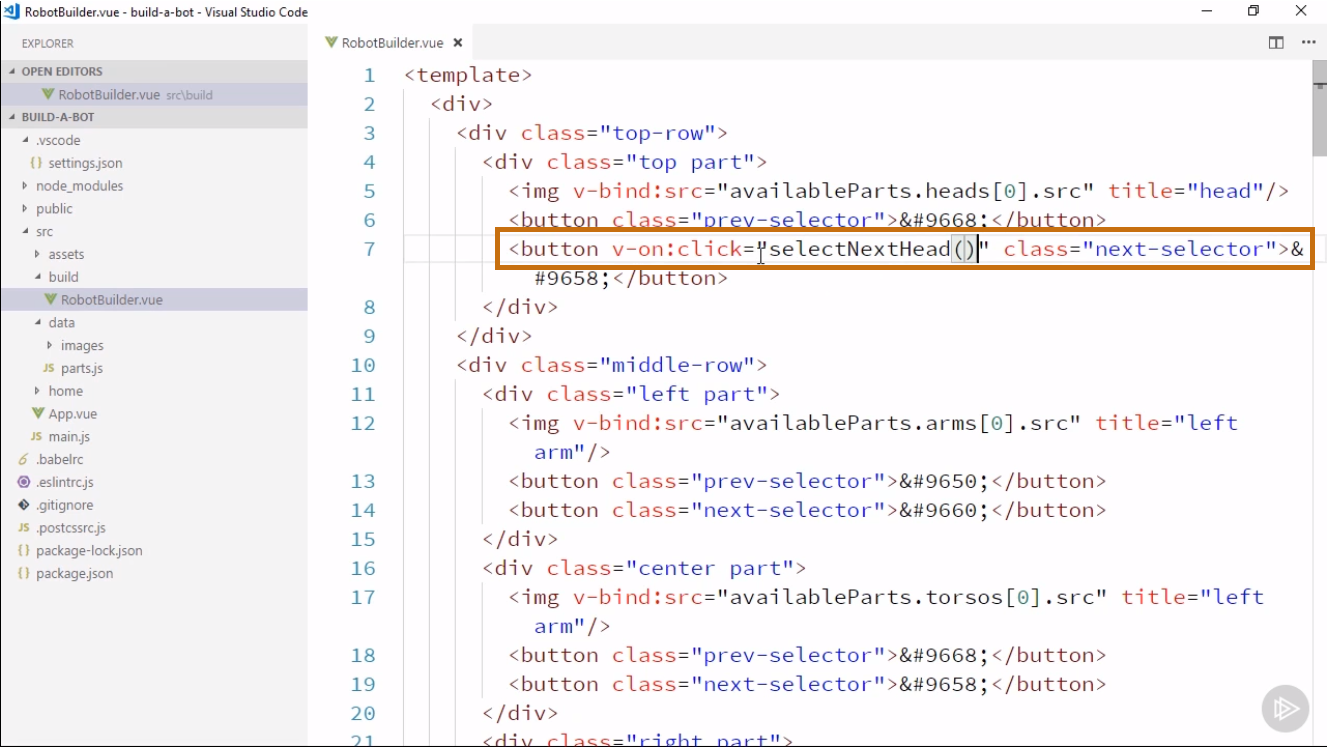 RobotBuilder.vue - build-a-bot - Visual Studio Code
EXPLORER
OPEN EDITORS
RobotBuilder.vue src\build
BUILD-A-BOT
.vscode
{} settings.json
node_modules
public
src
assets
build
RobotBuilder.vue
data
images
JS parts.js
home
App.vue
JS main.js
.babelrc
.eslintrc.js
.gitignore
JS .postcssrc.js
{} package-lock.json
{} package.json
RobotBuilder.vue
1 <template>
2 <div>
3 <div class="top-row">
4 <div class="top part">
5 <img v-bind:src="availableParts.heads[0].src" title="head"/>
6 <button class="prev-selector">&#9668;</button>
7 <button v-on:click="selectNextHead()" class="next-selector">&
#9658;</button>
8 </div>
9 </div>
10 <div class="middle-row">
11 <div class="left part">
12 <img v-bind:src="availableParts.arms[0].src" title="left
arm"/>
13 <button class="prev-selector">&#9650;</button>
14 <button class="next-selector">&#9660;</button>
15 </div>
16 <div class="center part">
17 <img v-bind:src="availableParts.torsos[0].src" title="left
arm"/>
18 <button class="prev-selector">&#9668;</button>
19 <button class="next-selector">&#9658;</button>
20 </div>
21 <div class="right part">